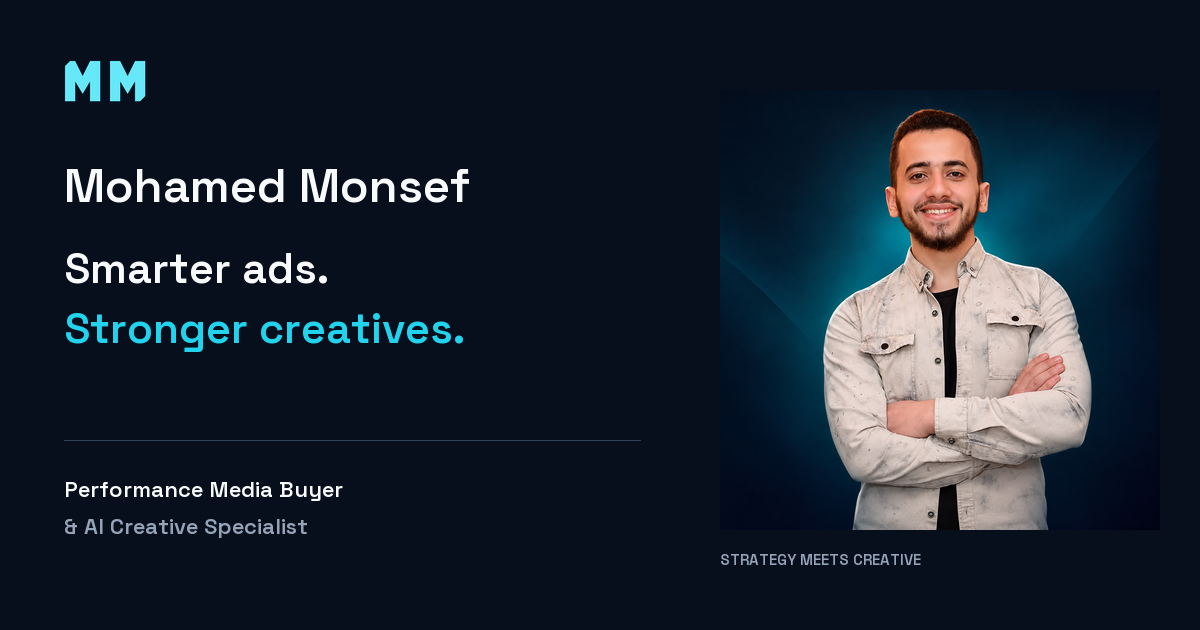 MM
Mohamed Monsef
Smarter ads.
Stronger creatives.
Performance Media Buyer
& AI Creative Specialist
STRATEGY MEETS CREATIVE